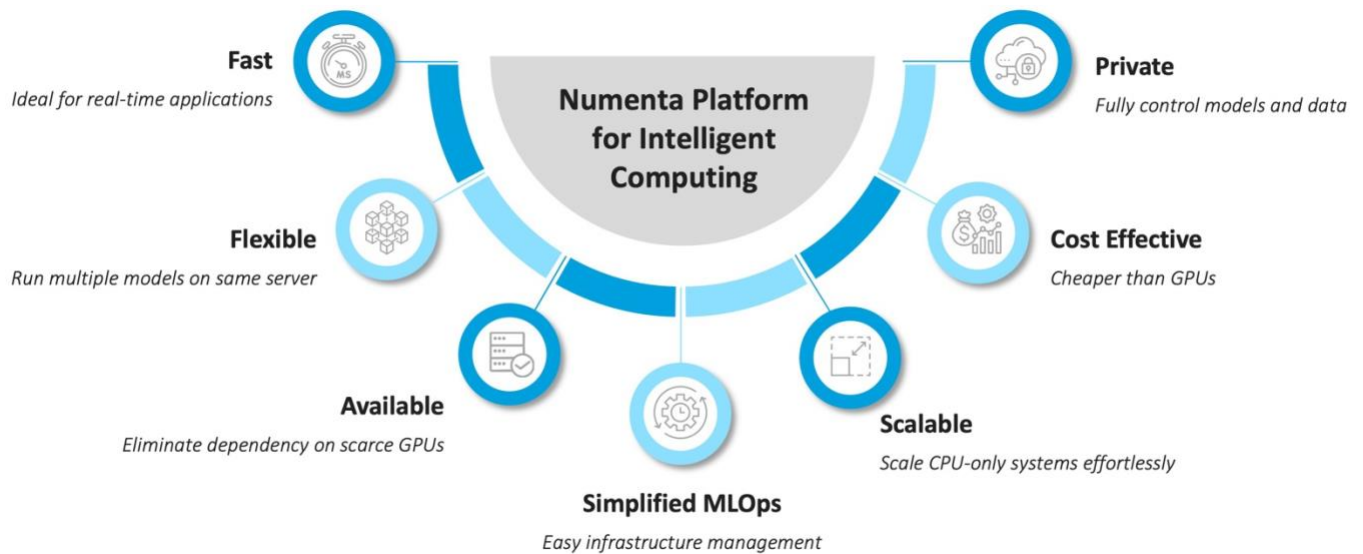 Numenta Platform
for Intelligent
Computing
Fast
Ideal for real-time applications
MS
Flexible
Run multiple models on same server
Available
Eliminate dependency on scarce GPUs
Simplified MLOps
Easy infrastructure management
Scalable
Scale CPU-only systems effortlessly
Cost Effective
Cheaper than GPUs
$
Private
Fully control models and data